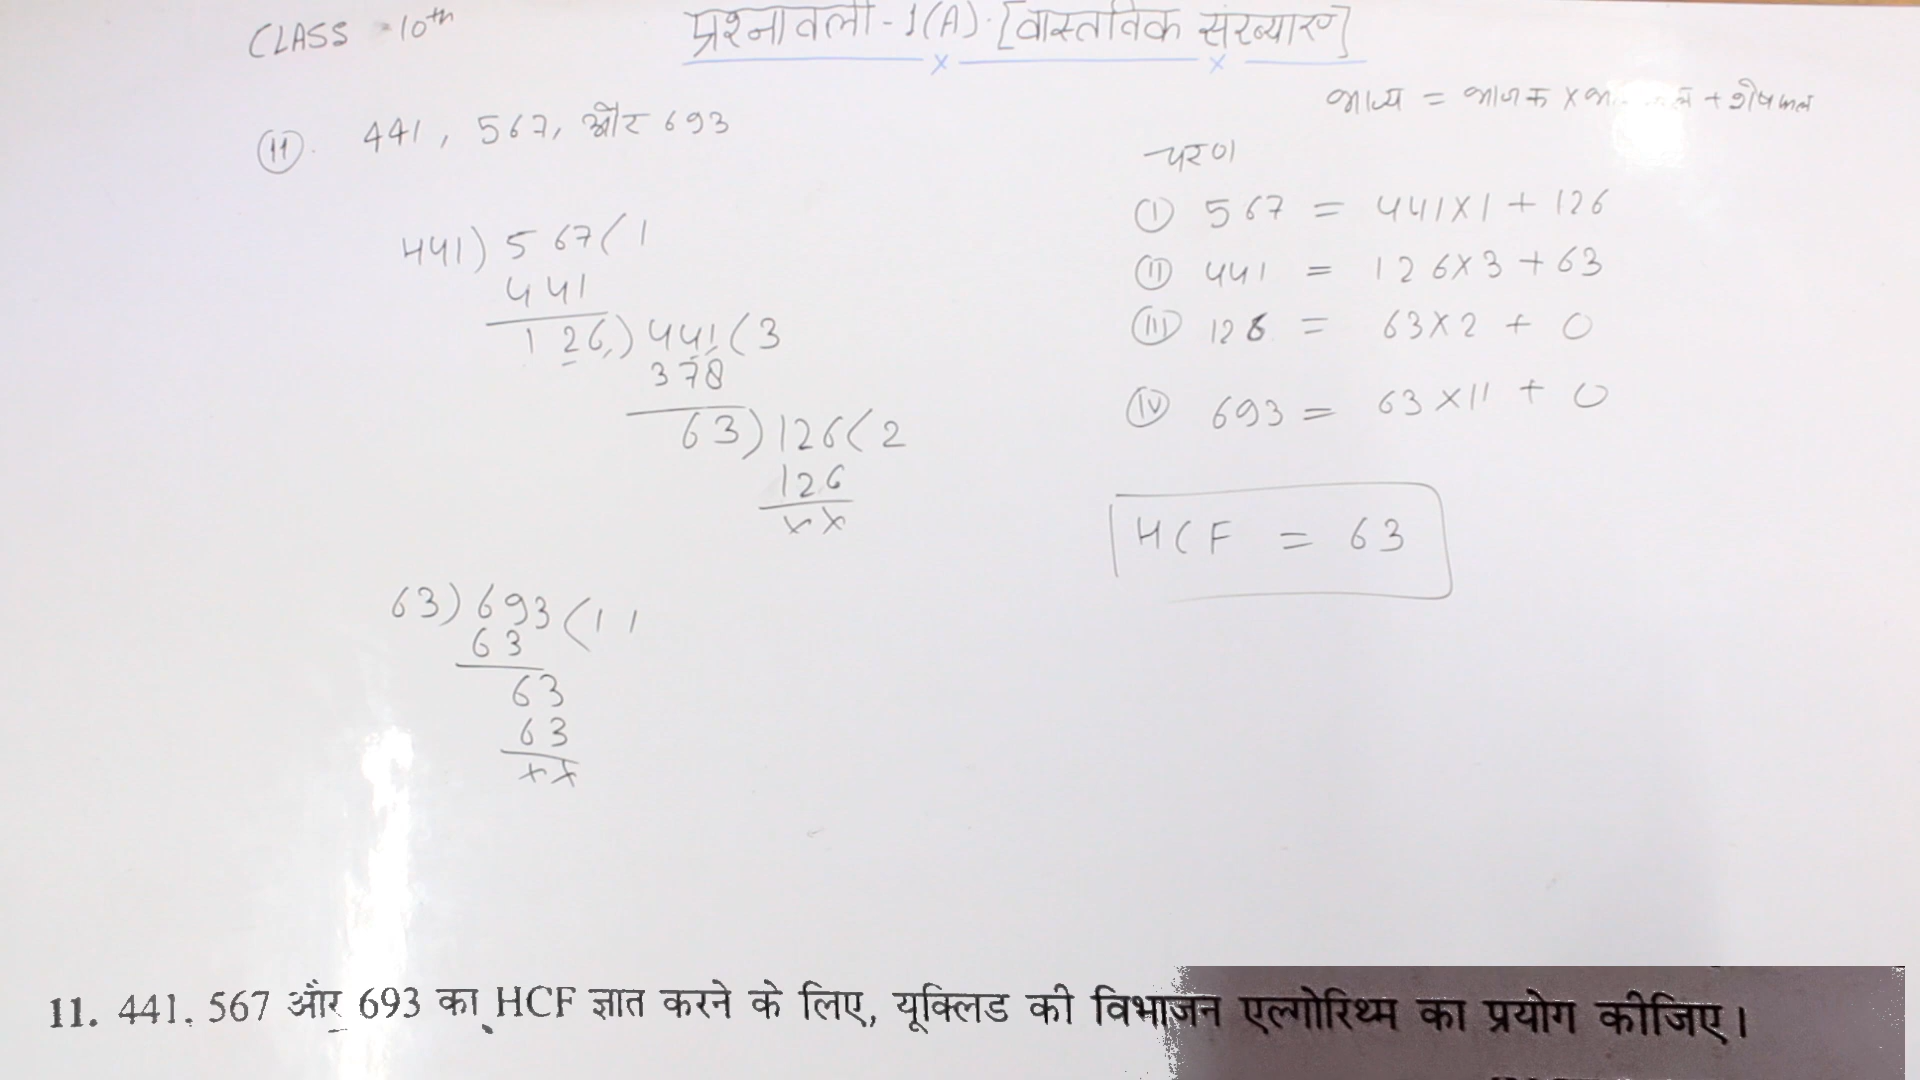 CLASS - 10th
प्रश्नावली - 1(A) . [वास्तविक संख्याएं]
भाज्य = भाजक × + शेषफल
11. 441, 567, और 693
441) 567 ( 1
441
126) 441 ( 3
378
63) 126 ( 2
126
× ×
63) 693 ( 11
63
63
63
× ×
चरण
(I) 567 = 441×1 + 126
(II) 441 = 126×3 + 63
(III) 126 = 63×2 + 0
(IV) 693 = 63×11 + 0
HCF = 63
11. 441, 567 और 693 का HCF ज्ञात करने के लिए, यूक्लिड की विभाजन एल्गोरिथ्म का प्रयोग कीजिए।